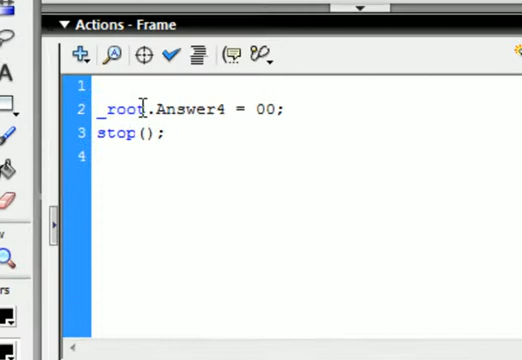 Actions - Frame
1
2 _root.Answer4 = 00;
3 stop();
4